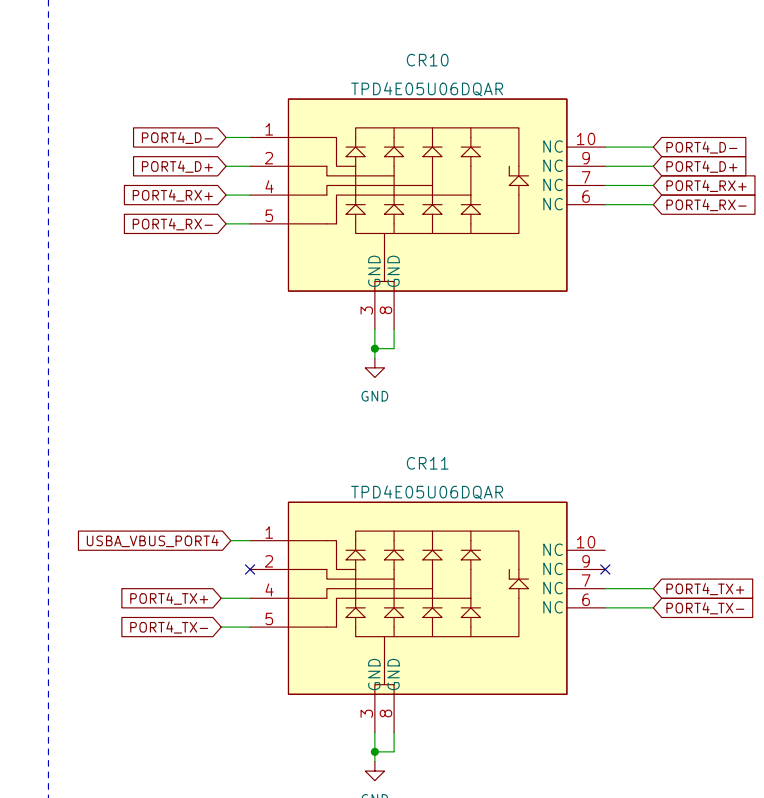 CR10
TPD4E05U06DQAR
PORT4_D- 1 NC 10 PORT4_D-
PORT4_D+ 2 NC 9 PORT4_D+
PORT4_RX+ 4 NC 7 PORT4_RX+
PORT4_RX- 5 NC 6 PORT4_RX-
GND GND
3 8
GND
CR11
TPD4E05U06DQAR
USBA_VBUS_PORT4 1 NC 10
2 NC 9
PORT4_TX+ 4 NC 7 PORT4_TX+
PORT4_TX- 5 NC 6 PORT4_TX-
GND GND
3 8
GND